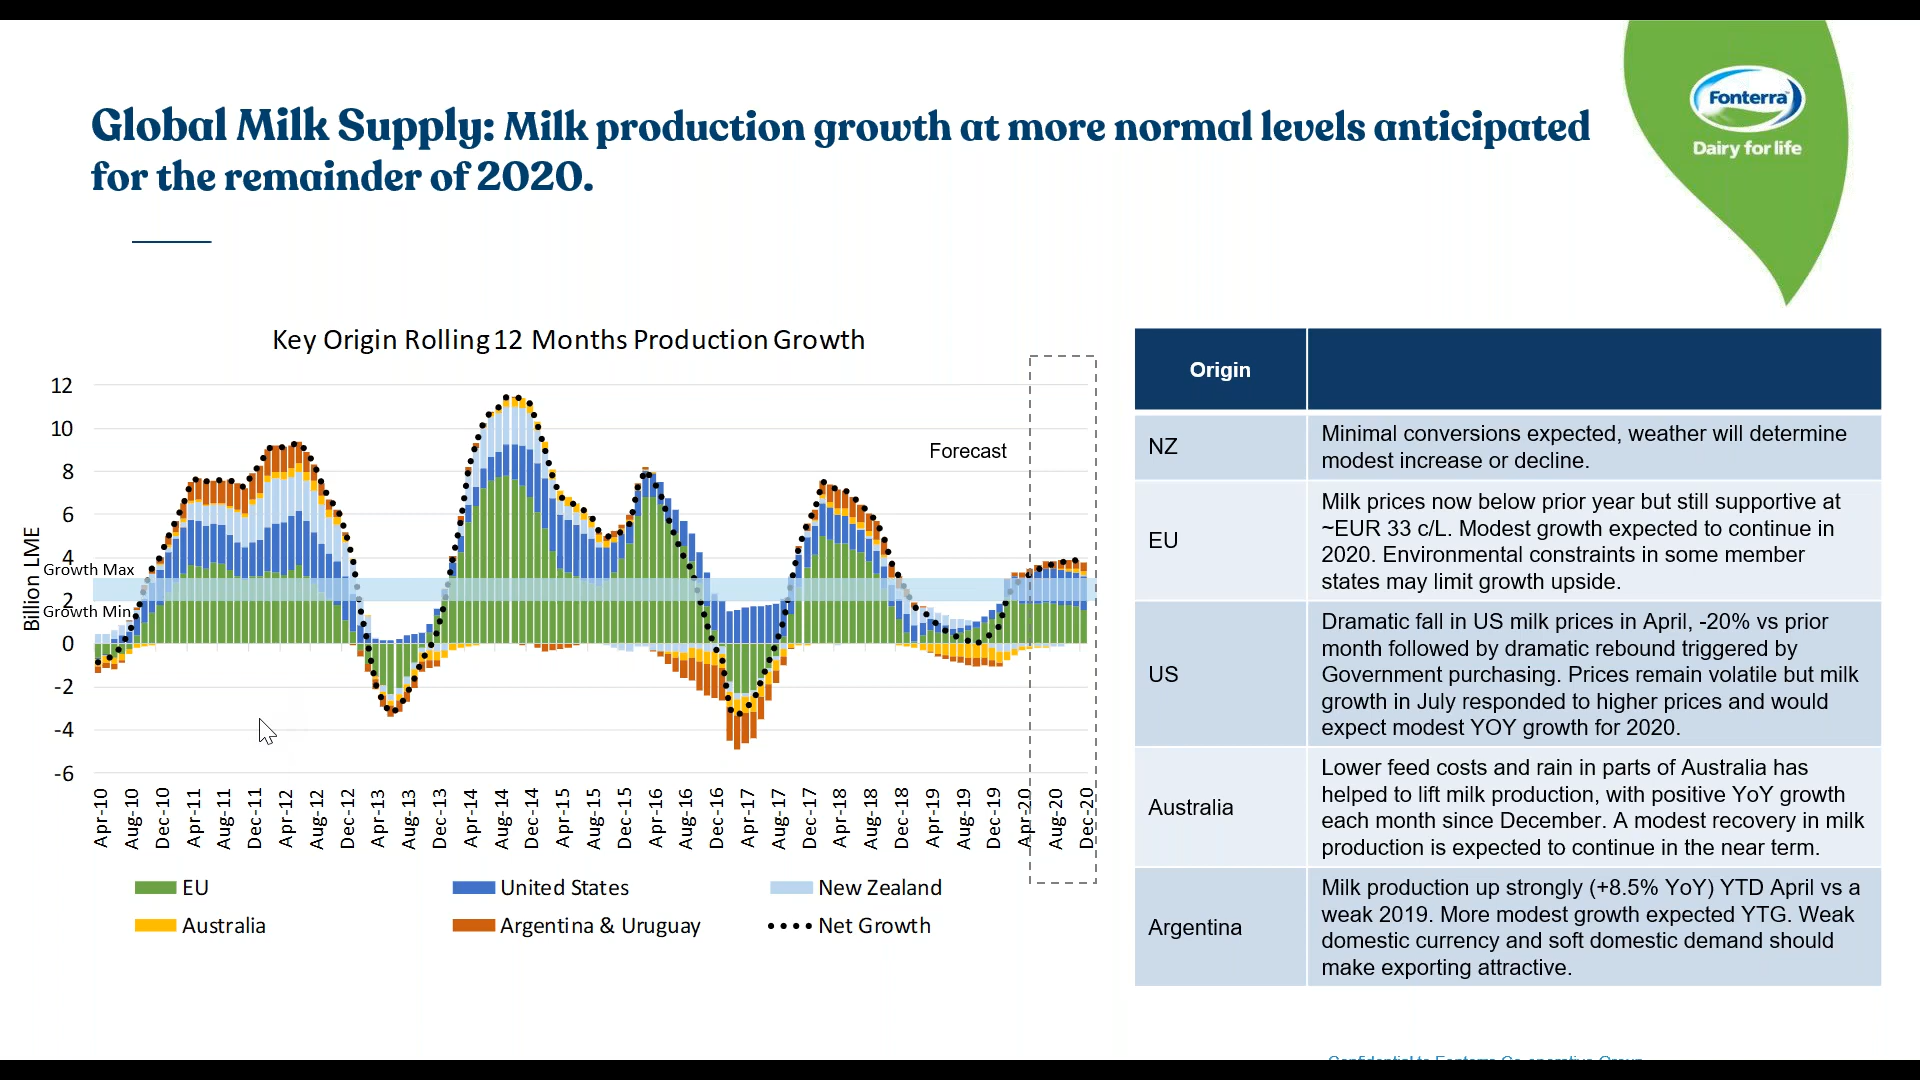 Fonterra
Dairy for life
Global Milk Supply: Milk production growth at more normal levels anticipated
for the remainder of 2020.
Key Origin Rolling 12 Months Production Growth
12
10
8
6
4
2
0
-2
-4
-6
Billion LME
Growth Max
Growth Min
Forecast
Apr-10
Aug-10
Dec-10
Apr-11
Aug-11
Dec-11
Apr-12
Aug-12
Dec-12
Apr-13
Aug-13
Dec-13
Apr-14
Aug-14
Dec-14
Apr-15
Aug-15
Dec-15
Apr-16
Aug-16
Dec-16
Apr-17
Aug-17
Dec-17
Apr-18
Aug-18
Dec-18
Apr-19
Aug-19
Dec-19
Apr-20
Aug-20
Dec-20
EU
United States
New Zealand
Australia
Argentina & Uruguay
Net Growth
Origin
NZ
Minimal conversions expected, weather will determine
modest increase or decline.
EU
Milk prices now below prior year but still supportive at
~EUR 33 c/L. Modest growth expected to continue in
2020. Environmental constraints in some member
states may limit growth upside.
US
Dramatic fall in US milk prices in April, -20% vs prior
month followed by dramatic rebound triggered by
Government purchasing. Prices remain volatile but milk
growth in July responded to higher prices and would
expect modest YOY growth for 2020.
Australia
Lower feed costs and rain in parts of Australia has
helped to lift milk production, with positive YoY growth
each month since December. A modest recovery in milk
production is expected to continue in the near term.
Argentina
Milk production up strongly (+8.5% YoY) YTD April vs a
weak 2019. More modest growth expected YTG. Weak
domestic currency and soft domestic demand should
make exporting attractive.
Confidential to Fonterra Co-operative Group